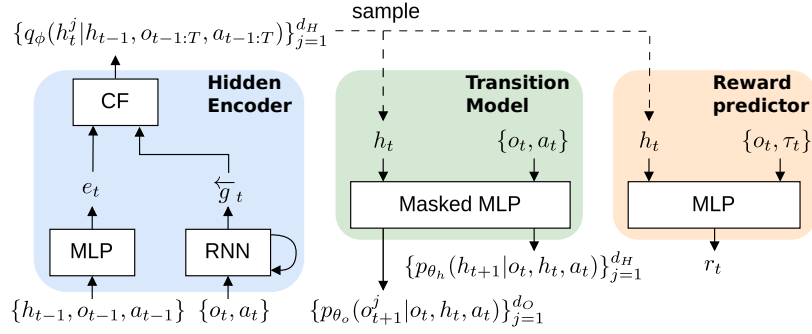 sample
{q_ϕ(h_t^j|h_{t-1}, o_{t-1:T}, a_{t-1:T})}_{j=1}^{d_H}
Hidden
Encoder
CF
e_t
\overleftarrow{g}_t
MLP
RNN
{h_{t-1}, o_{t-1}, a_{t-1}}
{o_t, a_t}
Transition
Model
h_t
{o_t, a_t}
Masked MLP
{p_{θ_h}(h_{t+1}|o_t, h_t, a_t)}_{j=1}^{d_H}
{p_{θ_o}(o_{t+1}^j|o_t, h_t, a_t)}_{j=1}^{d_O}
Reward
predictor
h_t
{o_t, τ_t}
MLP
r_t